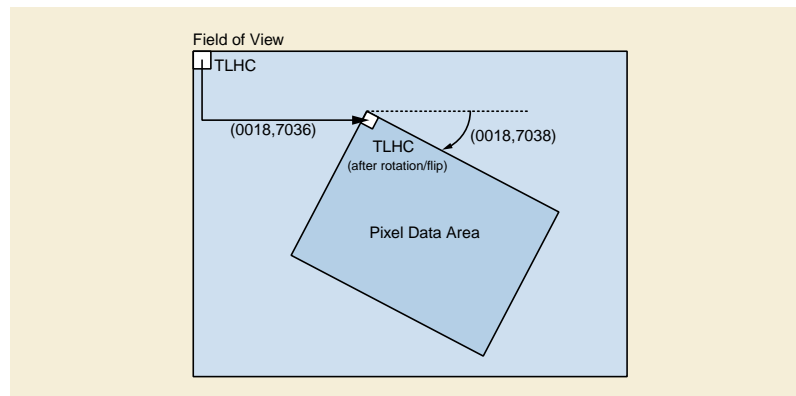 Field of View
TLHC
(0018,7036)
(0018,7038)
TLHC
(after rotation/flip)
Pixel Data Area